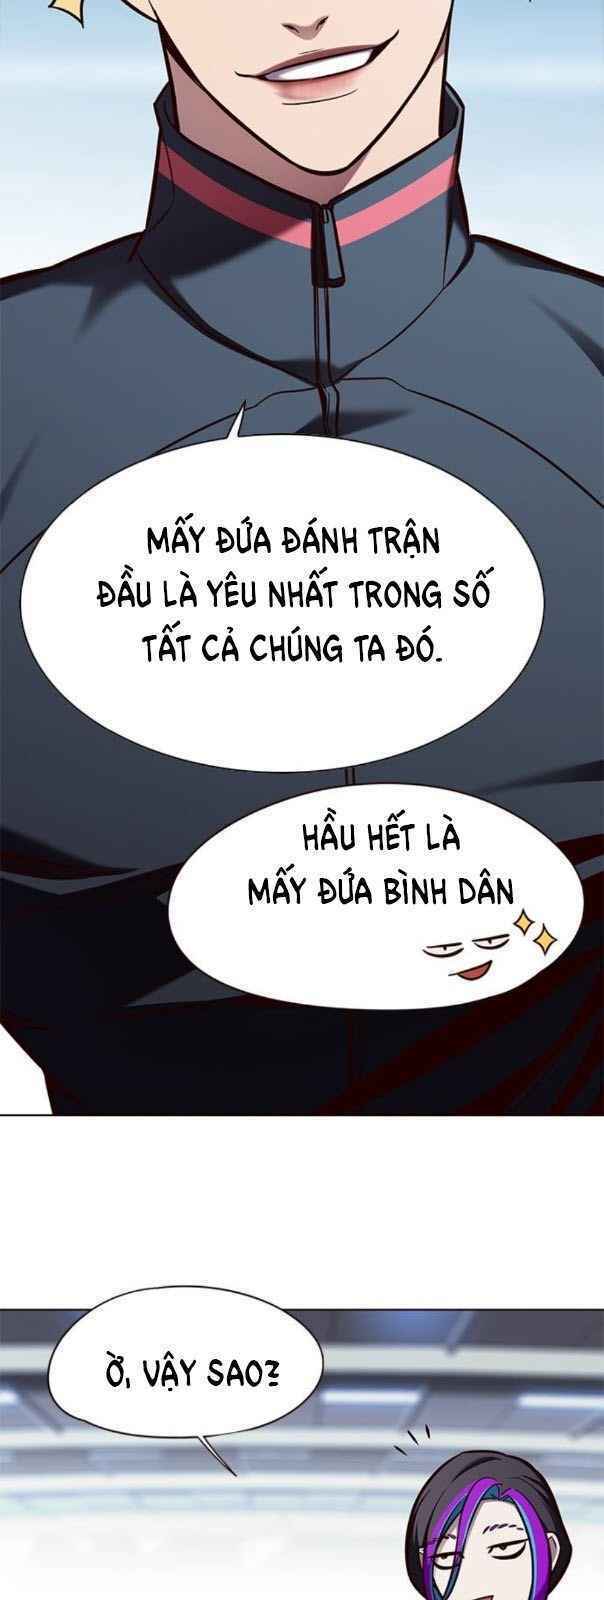 MẤY ĐỨA ĐÁNH TRẬN
ĐẦU LÀ YÊU NHẤT TRONG SỐ
TẤT CẢ CHÚNG TA ĐÓ.
HẦU HẾT LÀ
MẤY ĐỨA BÌNH DÂN
Ờ, VẬY SAO?